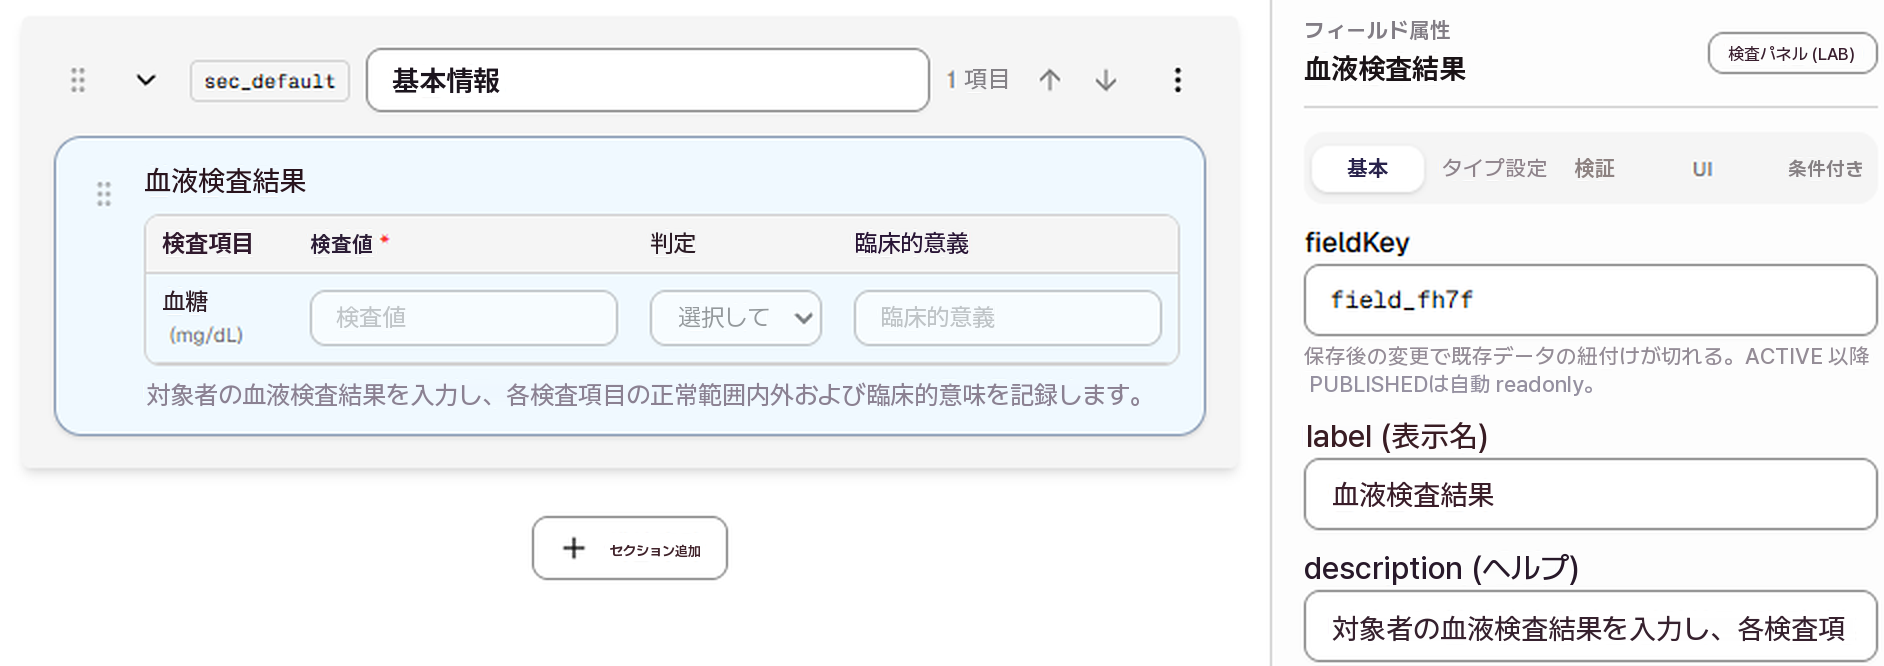 sec_default 基本情報 1 項目
血液検査結果
検査項目 検査値 * 判定 臨床的意義
血糖 検査値 選択して 臨床的意義
(mg/dL)
対象者の血液検査結果を入力し、各検査項目の正常範囲内外および臨床的意味を記録します。
+ セクション追加
フィールド属性
血液検査結果
検査パネル (LAB)
基本 タイプ設定 検証 UI 条件付き
fieldKey
field_fh7f
保存後の変更で既存データの紐付けが切れる。ACTIVE 以降
PUBLISHEDは自動 readonly。
label (表示名)
血液検査結果
description (ヘルプ)
対象者の血液検査結果を入力し、各検査項